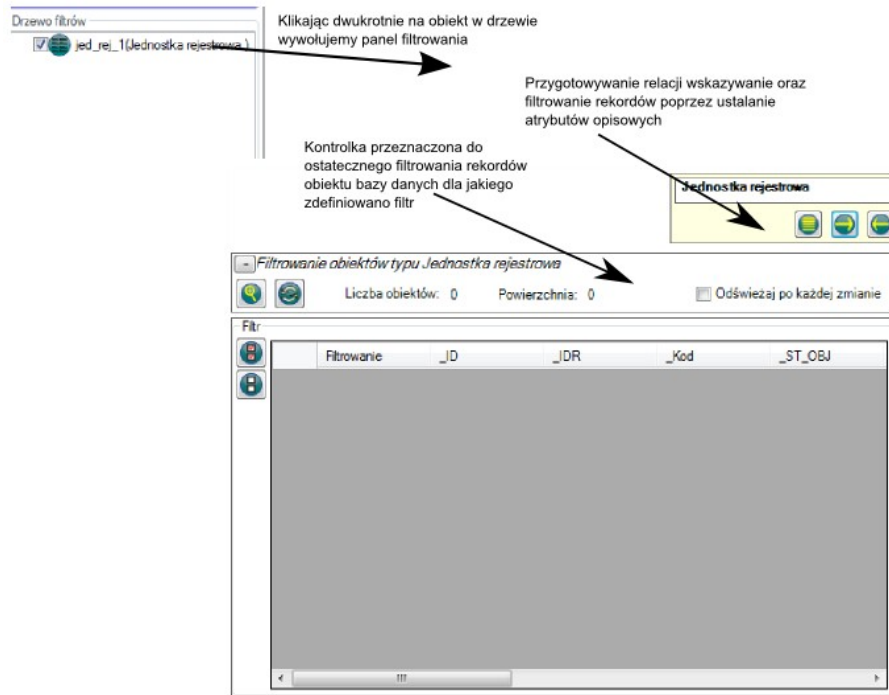 Drzewo filtrów
jed_rej_1(Jednostka rejestrowa )
Klikając dwukrotnie na obiekt w drzewie
wywołujemy panel filtrowania
Przygotowywanie relacji wskazywanie oraz
filtrowanie rekordów poprzez ustalanie
atrybutów opisowych
Kontrolka przeznaczona do
ostatecznego filtrowania rekordów
obiektu bazy danych dla jakiego
zdefiniowano filtr
Jednostka rejestrowa
Filtrowanie obiektów typu Jednostka rejestrowa
Liczba obiektów: 0 Powierzchnia: 0 Odświeżaj po każdej zmianie
Filtr
Filtrowanie _ID _IDR _Kod _ST_OBJ